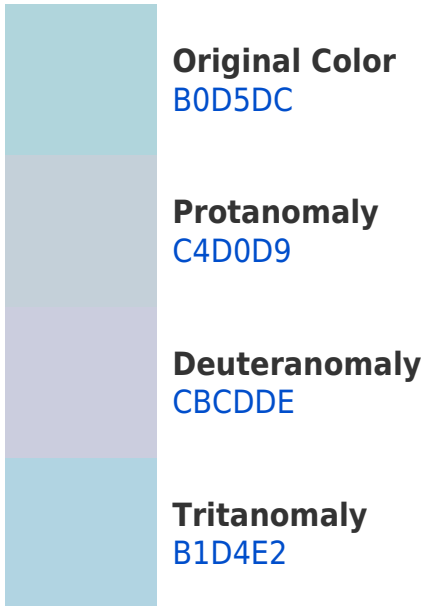 Original Color
B0D5DC
Protanomaly
C4D0D9
Deuteranomaly
CBCDDE
Tritanomaly
B1D4E2